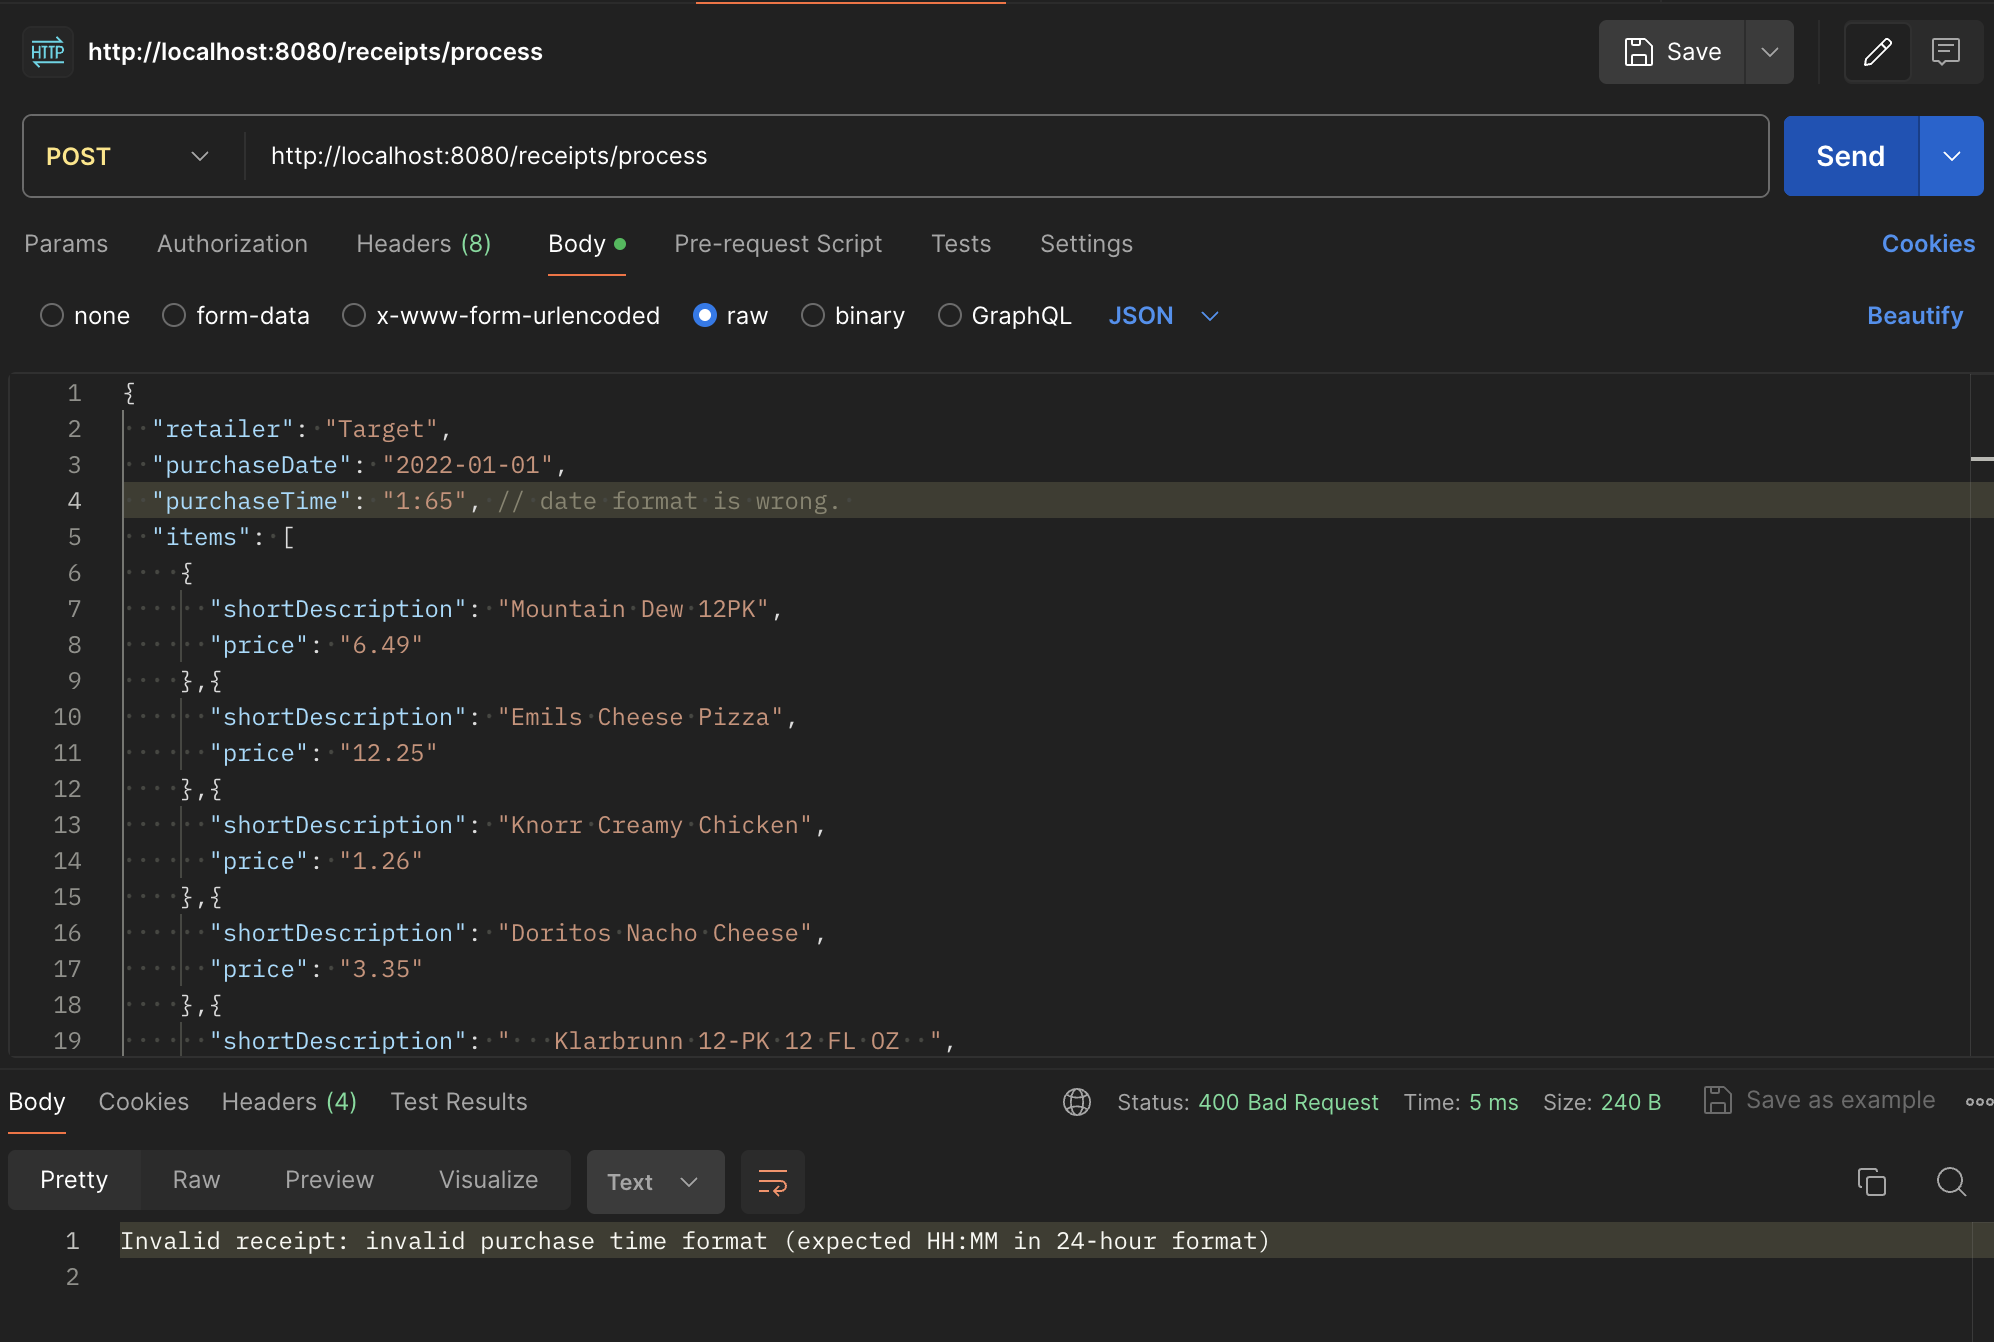 HTTP http://localhost:8080/receipts/process Save
POST http://localhost:8080/receipts/process Send
Params Authorization Headers (8) Body Pre-request Script Tests Settings Cookies
none form-data x-www-form-urlencoded raw binary GraphQL JSON Beautify
1 {
2 "retailer": "Target",
3 "purchaseDate": "2022-01-01",
4 "purchaseTime": "1:65", // date format is wrong.
5 "items": [
6 {
7 "shortDescription": "Mountain Dew 12PK",
8 "price": "6.49"
9 },{
10 "shortDescription": "Emils Cheese Pizza",
11 "price": "12.25"
12 },{
13 "shortDescription": "Knorr Creamy Chicken",
14 "price": "1.26"
15 },{
16 "shortDescription": "Doritos Nacho Cheese",
17 "price": "3.35"
18 },{
19 "shortDescription": "   Klarbrunn 12-PK 12 FL OZ  ",
Body Cookies Headers (4) Test Results Status: 400 Bad Request Time: 5 ms Size: 240 B Save as example
Pretty Raw Preview Visualize Text
1 Invalid receipt: invalid purchase time format (expected HH:MM in 24-hour format)
2